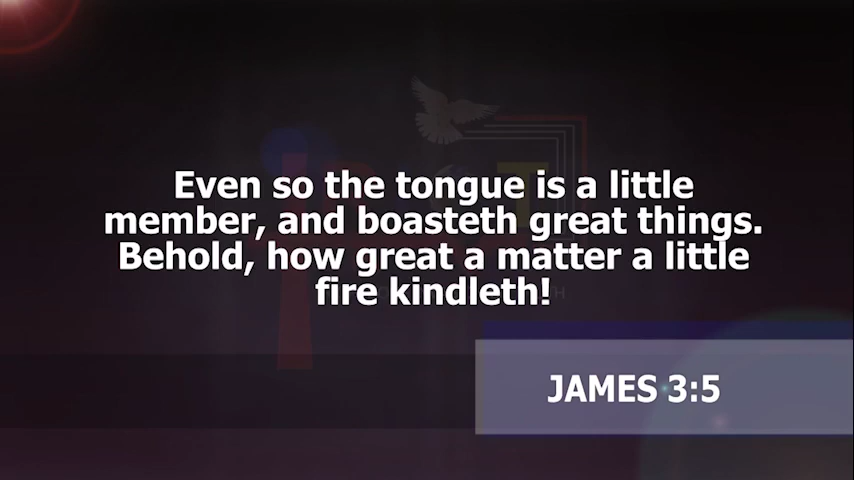 Even so the tongue is a little
member, and boasteth great things.
Behold, how great a matter a little
fire kindleth!
JAMES 3:5